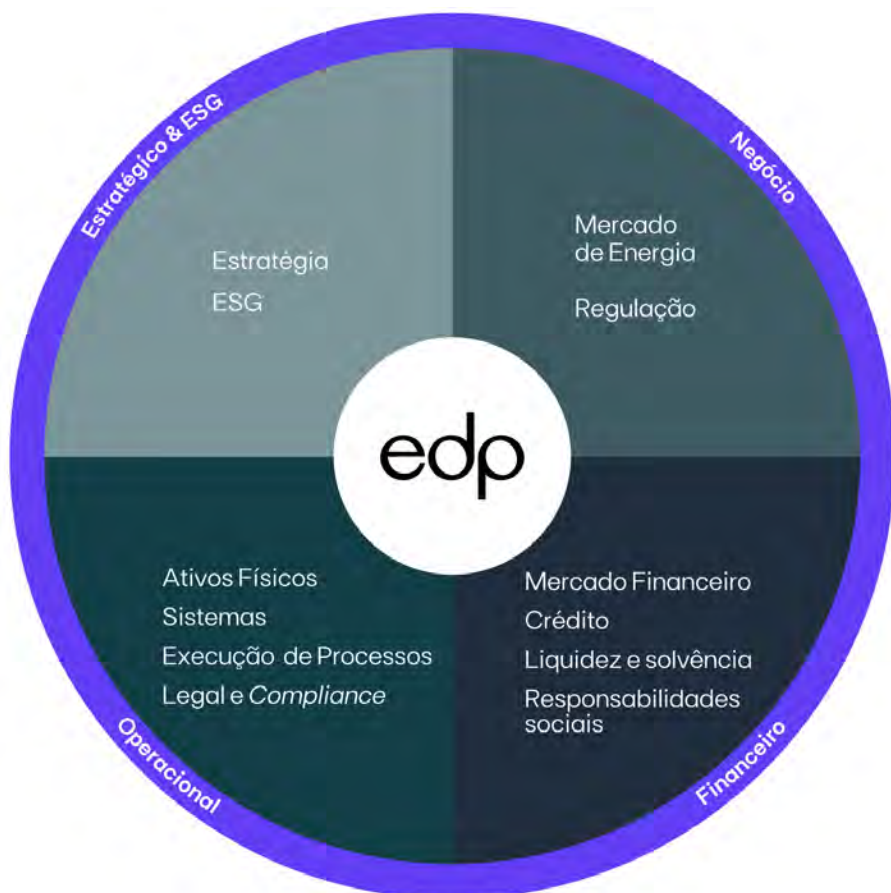 Estratégico & ESG
Estratégia
ESG
Negócio
Mercado
de Energia
Regulação
edp
Ativos Físicos
Sistemas
Execução de Processos
Legal e Compliance
Operacional
Mercado Financeiro
Crédito
Liquidez e solvência
Responsabilidades
sociais
Financeiro